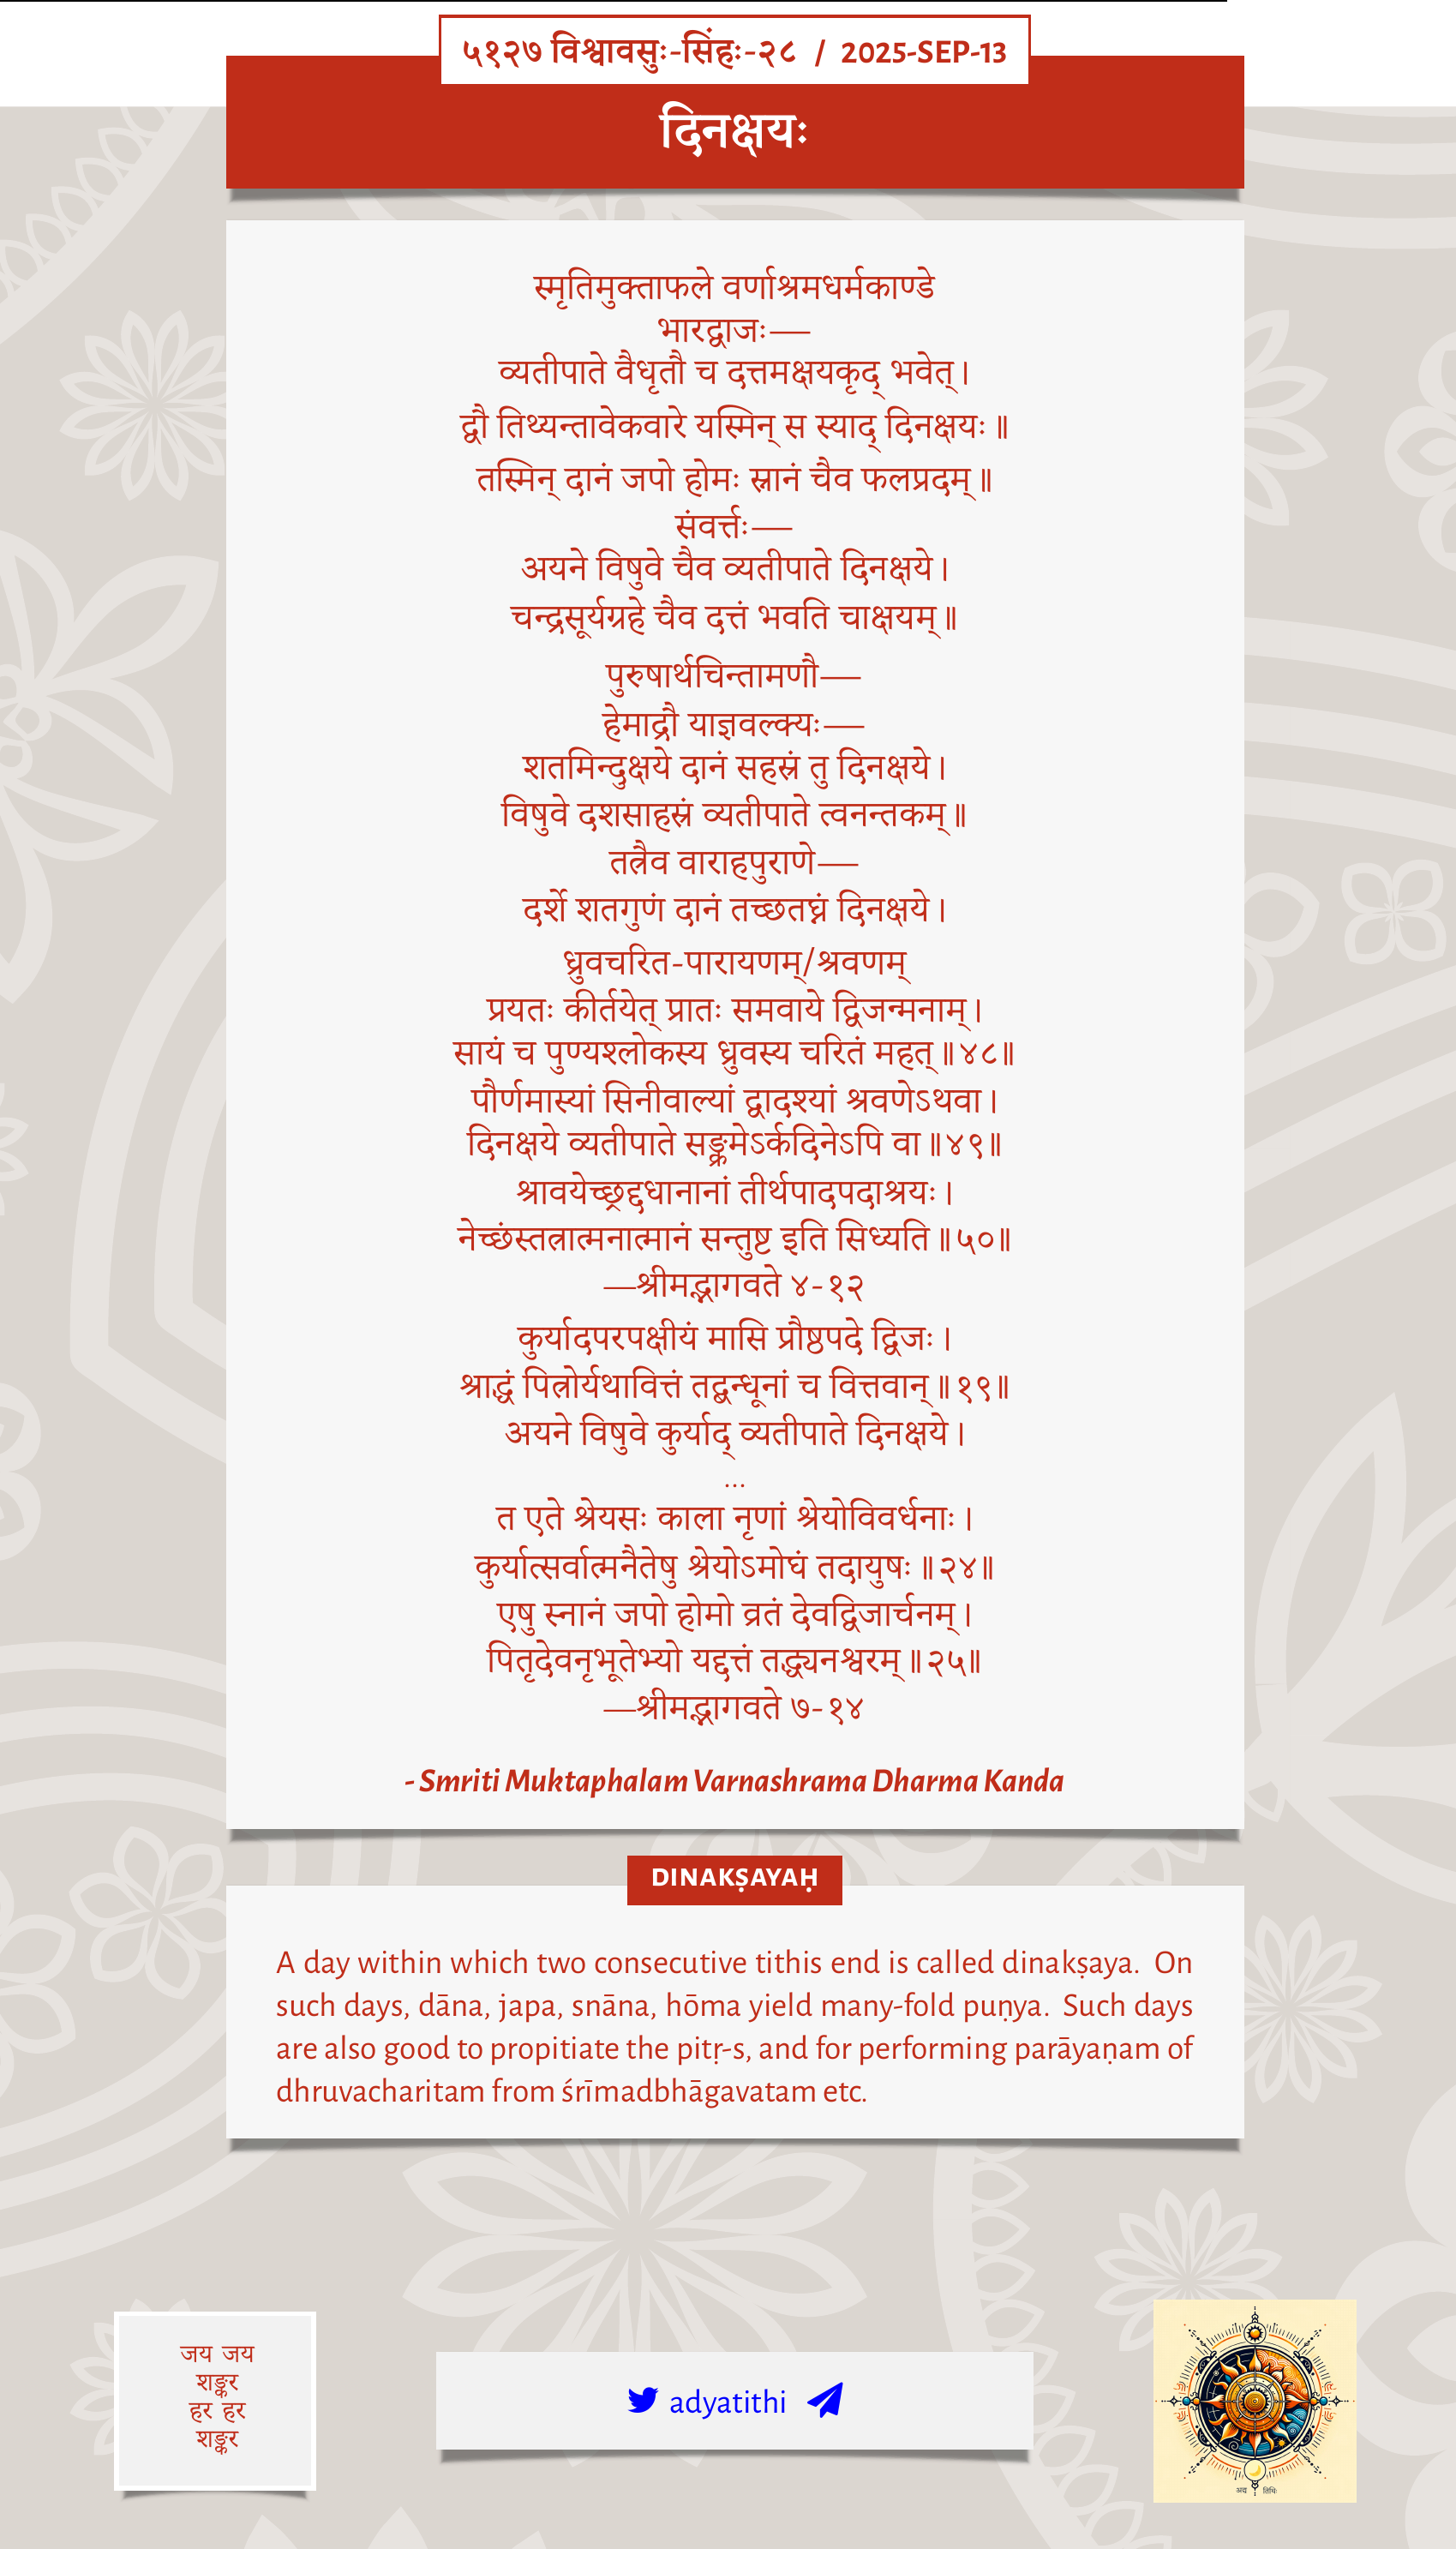 ५१२७ विश्वावसुः-सिंहः-२८ / 2025-SEP-13
दिनक्षयः
स्मृतिमुक्ताफले वर्णाश्रमधर्मकाण्डे
भारद्वाजः—
व्यतीपाते वैधृतौ च दत्तमक्षयकृद् भवेत्।
द्वौ तिथ्यन्तावेकवारे यस्मिन् स स्याद् दिनक्षयः॥
तस्मिन् दानं जपो होमः स्नानं चैव फलप्रदम्॥
संवर्त्तः—
अयने विषुवे चैव व्यतीपाते दिनक्षये।
चन्द्रसूर्यग्रहे चैव दत्तं भवति चाक्षयम्॥
पुरुषार्थचिन्तामणौ—
हेमाद्रौ याज्ञवल्क्यः—
शतमिन्दुक्षये दानं सहस्रं तु दिनक्षये।
विषुवे दशसाहस्रं व्यतीपाते त्वनन्तकम्॥
तत्रैव वाराहपुराणे—
दर्शे शतगुणं दानं तच्छतघ्नं दिनक्षये।
ध्रुवचरित-पारायणम्/श्रवणम्
प्रयतः कीर्तयेत् प्रातः समवाये द्विजन्मनाम्।
सायं च पुण्यश्लोकस्य ध्रुवस्य चरितं महत्॥४८॥
पौर्णमास्यां सिनीवाल्यां द्वादश्यां श्रवणेऽथवा।
दिनक्षये व्यतीपाते सङ्क्रमेऽर्कदिनेऽपि वा॥४९॥
श्रावयेच्छ्रद्दधानानां तीर्थपादपदाश्रयः।
नेच्छंस्तत्रात्मनात्मानं सन्तुष्ट इति सिध्यति॥५०॥
—श्रीमद्भागवते ४-१२
कुर्यादपरपक्षीयं मासि प्रौष्ठपदे द्विजः।
श्राद्धं पित्रोर्यथावित्तं तद्बन्धूनां च वित्तवान्॥१९॥
अयने विषुवे कुर्याद् व्यतीपाते दिनक्षये।
...
त एते श्रेयसः काला नृणां श्रेयोविवर्धनाः।
कुर्यात्सर्वात्मनैतेषु श्रेयोऽमोघं तदायुषः॥२४॥
एषु स्नानं जपो होमो व्रतं देवद्विजार्चनम्।
पितृदेवनृभूतेभ्यो यद्दत्तं तद्ध्यनश्वरम्॥२५॥
—श्रीमद्भागवते ७-१४
- Smriti Muktaphalam Varnashrama Dharma Kanda
DINAKṢAYAḤ
A day within which two consecutive tithis end is called dinakṣaya. On
such days, dāna, japa, snāna, hōma yield many-fold puṇya. Such days
are also good to propitiate the pitṛ-s, and for performing parāyaṇam of
dhruvacharitam from śrīmadbhāgavatam etc.
जय जय
शङ्कर
हर हर
शङ्कर
adyatithi
अद्य तिथिः